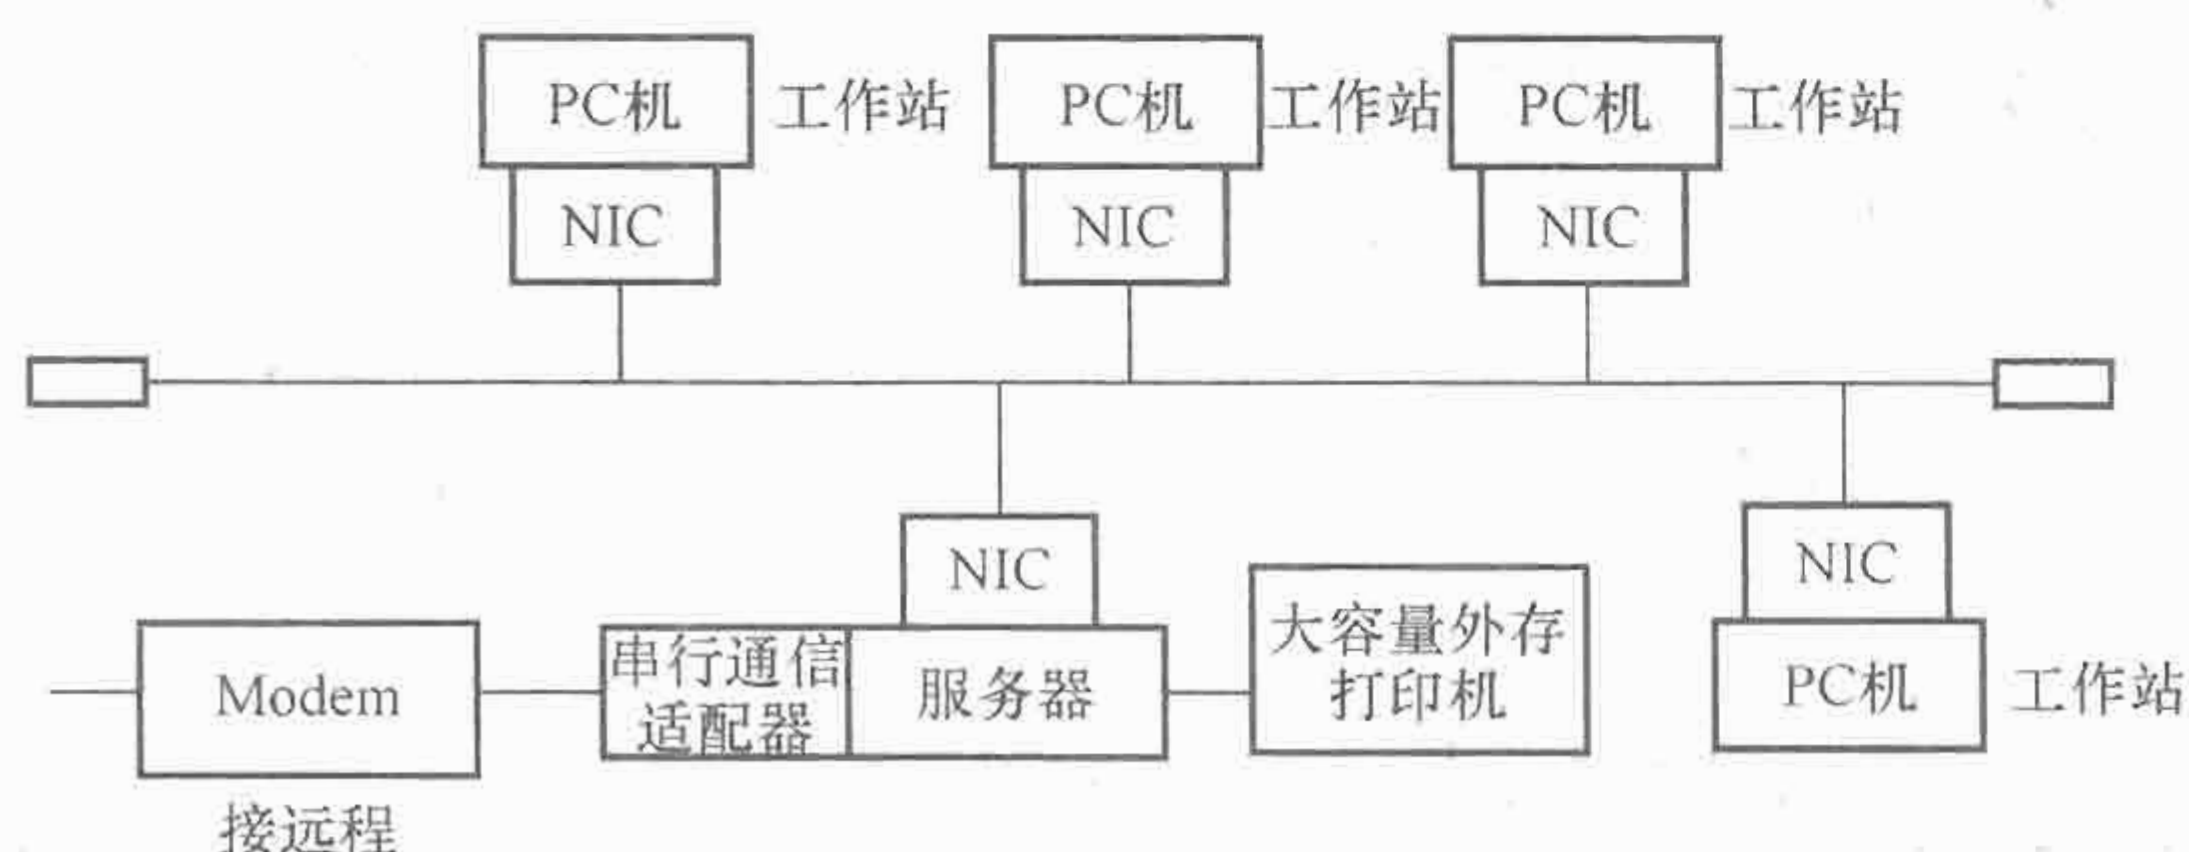 PC机 工作站 PC机 工作站 PC机 工作站
NIC NIC NIC
NIC NIC
大容量外存
打印机
串行通信
适配器
服务器
Modem
PC机 工作站
接远程